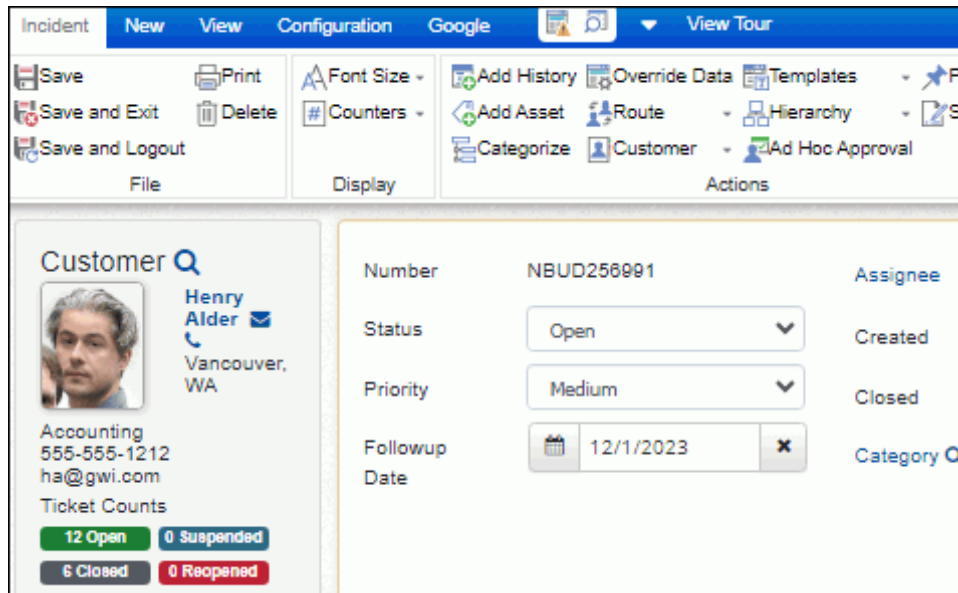 Incident New View Configuration Google View Tour
Save Print Font Size Add History Override Data Templates
Save and Exit Delete # Counters Add Asset Route Hierarchy
Save and Logout Categorize Customer Ad Hoc Approval
File Display Actions
Customer
Henry
Alder
Vancouver,
WA
Accounting
555-555-1212
ha@gwi.com
Ticket Counts
12 Open 0 Suspended
6 Closed 0 Reopened
Number NBUD256991 Assignee
Status Open Created
Priority Medium Closed
Followup
Date 12/1/2023 Category